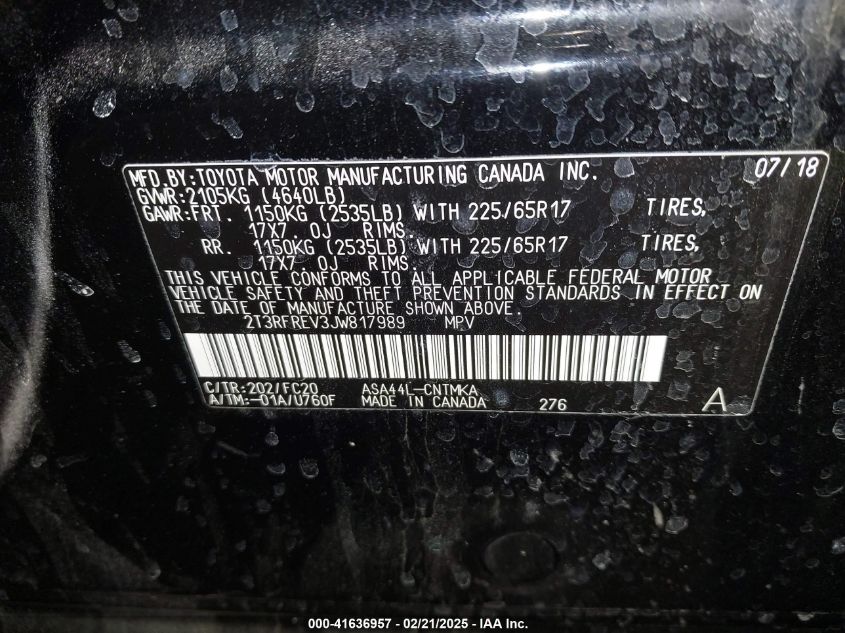 MFD.BY:TOYOTA MOTOR MANUFACTURING CANADA INC. 07/18
GVWR:2105KG (4640LB)
GAWR:FRT. 1150KG (2535LB) WITH 225/65R17 TIRES,
17X7.0J RIMS.
RR. 1150KG (2535LB) WITH 225/65R17 TIRES,
17X7.0J RIMS.
THIS VEHICLE CONFORMS TO ALL APPLICABLE FEDERAL MOTOR
VEHICLE SAFETY AND THEFT PREVENTION STANDARDS IN EFFECT ON
THE DATE OF MANUFACTURE SHOWN ABOVE.
2T3RFREV3JW817989 MPV
C/TR:202/FC20 ASA44L-CNTMKA
A/TM:-01A/U760F MADE IN CANADA 276 A
000-41636957 - 02/21/2025 - IAA Inc.